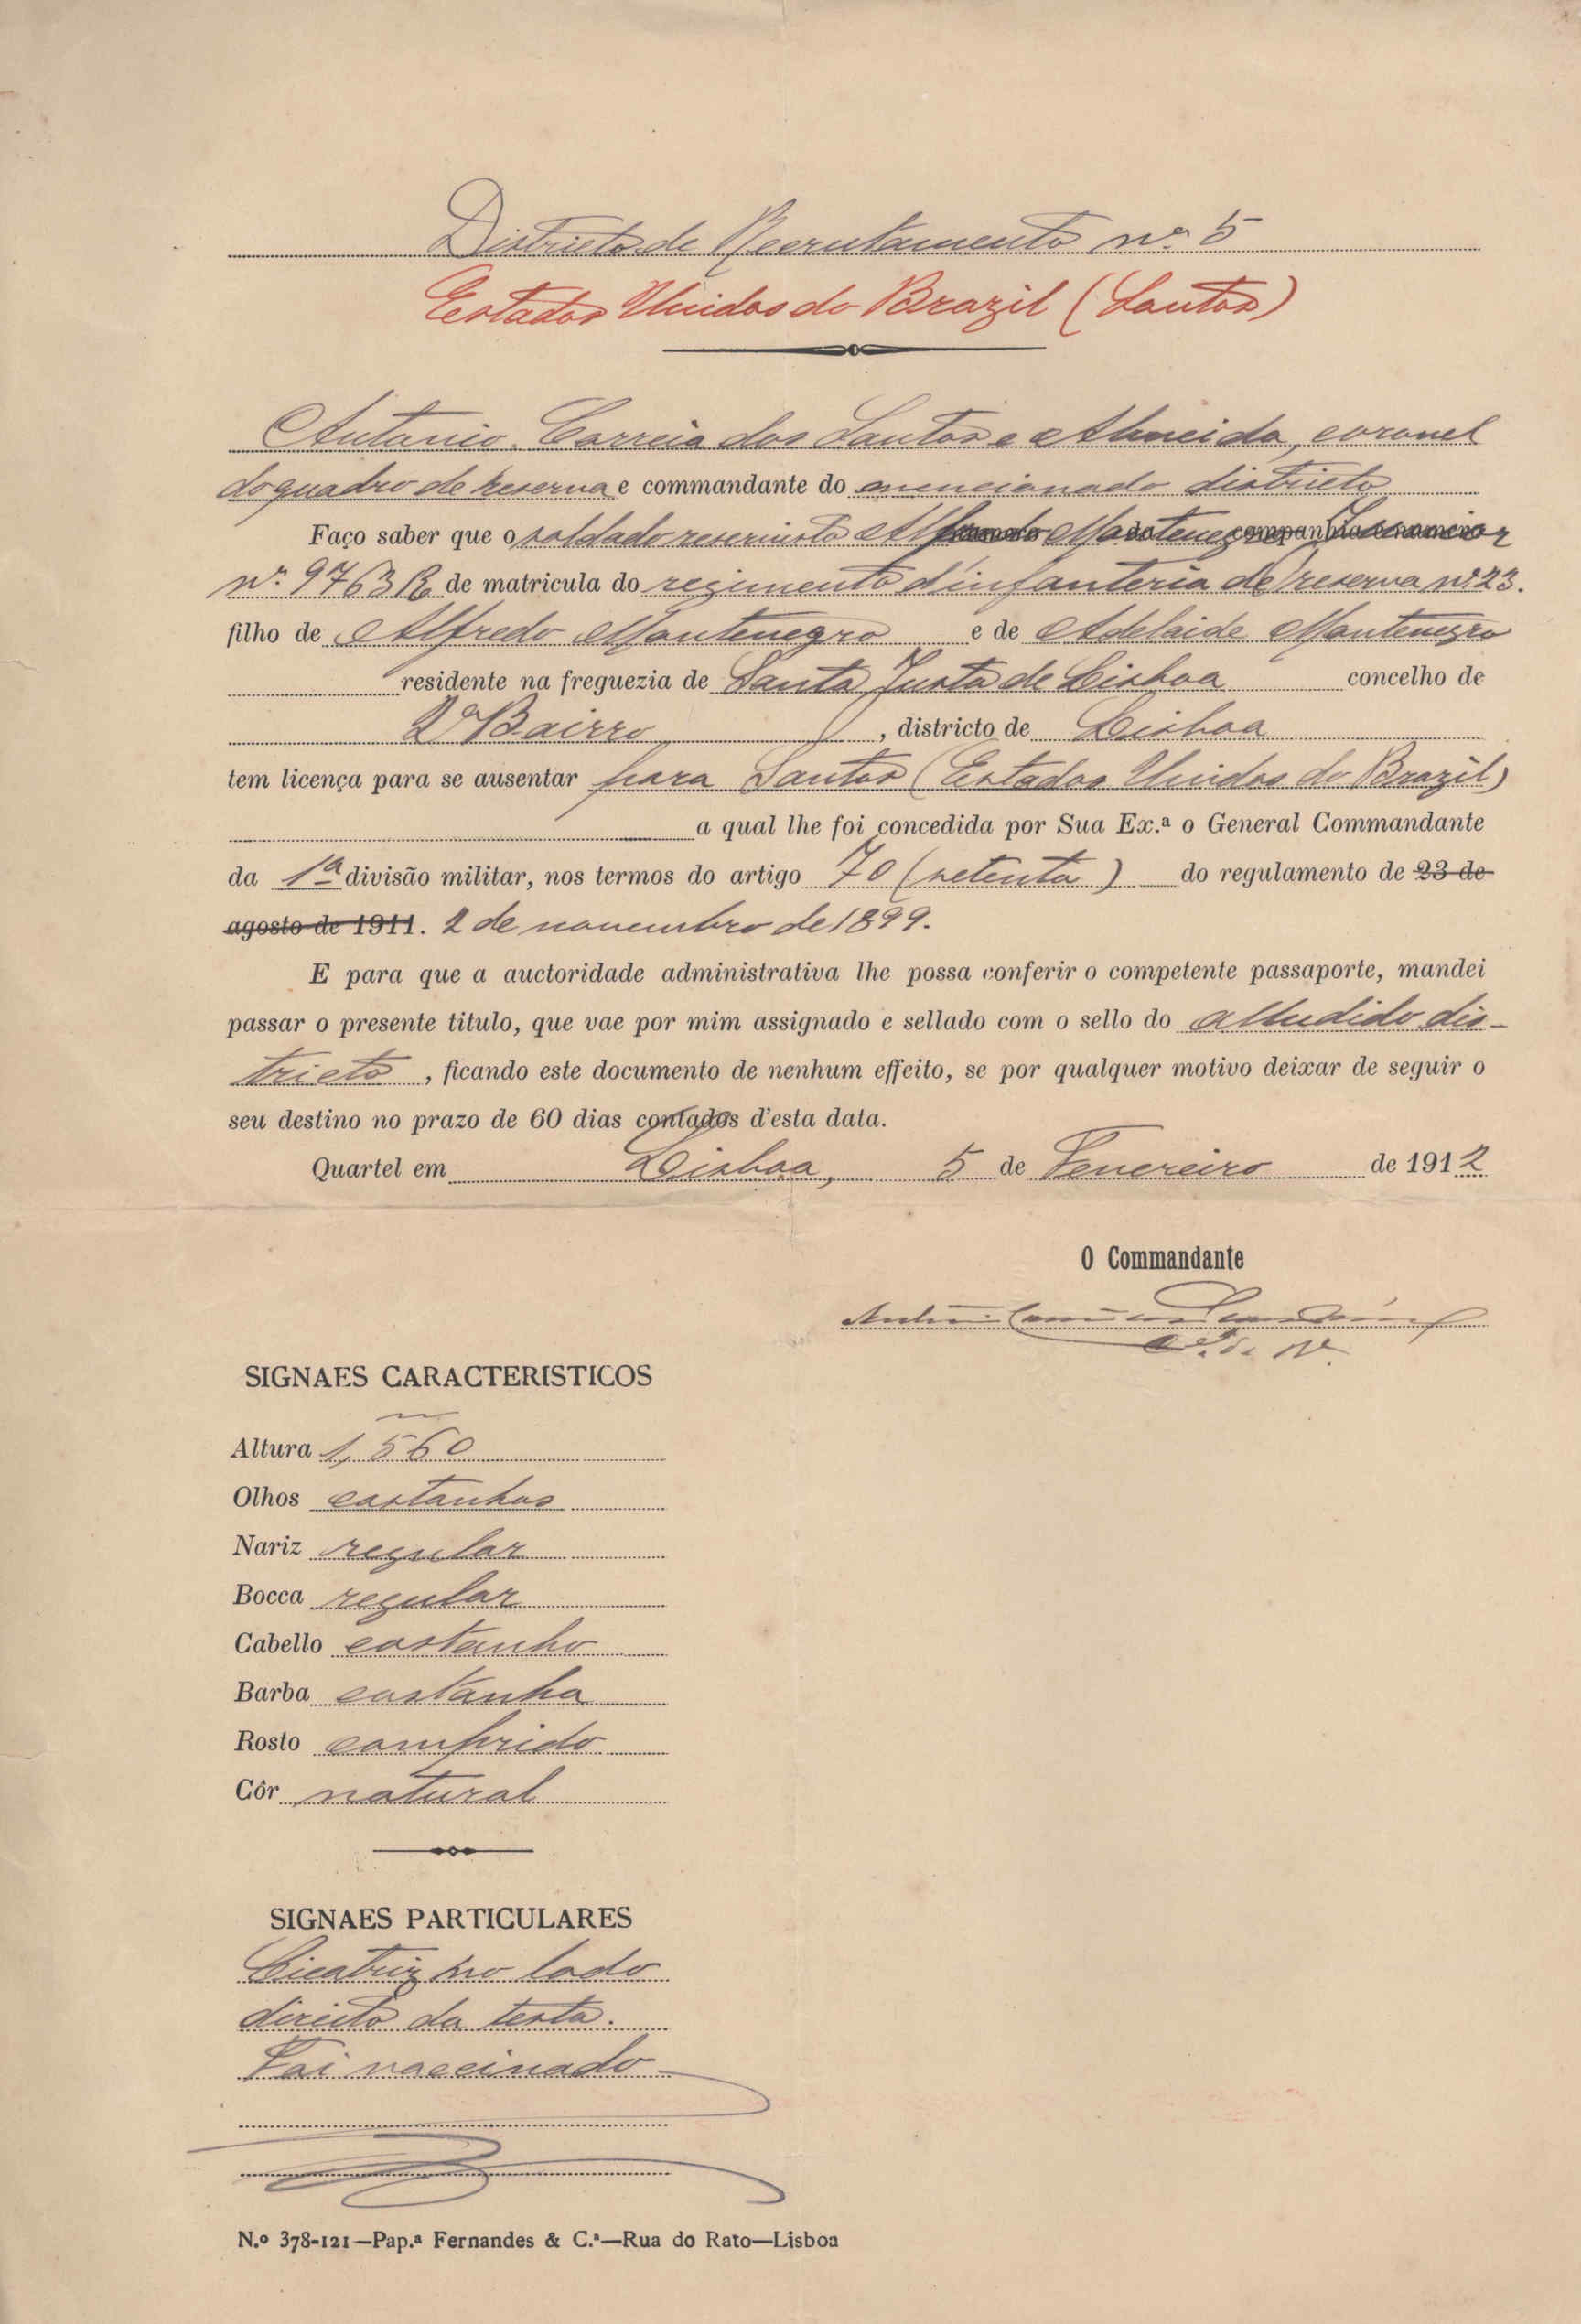 Districto de Recrutamento nº 5
Estados Unidos do Brazil (Santos)
Antonio Correia dos Santos e Almeida, coronel
do quadro de reserva e commandante do mencionado districto
Faço saber que o soldado reservista Alfredo Montenegro Junior
nº. 9763 R de matricula do regimento d'infanteria de reserva nº 23.
filho de Alfredo Montenegro e de Adelaide Montenegro
residente na freguezia de Santa Justa de Lisboa concelho de
2º Bairro, districto de Lisboa
tem licença para se ausentar para Santos (Estados Unidos do Brazil)
a qual lhe foi concedida por Sua Ex.ª o General Commandante
da 1ª divisão militar, nos termos do artigo 70 (setenta) do regulamento de 23 de
agosto de 1911. 2 de novembro de 1899.
E para que a auctoridade administrativa lhe possa conferir o competente passaporte, mandei
passar o presente titulo, que vae por mim assignado e sellado com o sello do alludido dis-
tricto, ficando este documento de nenhum effeito, se por qualquer motivo deixar de seguir o
seu destino no prazo de 60 dias contados d'esta data.
Quartel em Lisboa, 5 de Fevereiro de 1912
O Commandante
SIGNAES CARACTERISTICOS
Altura 1,m560
Olhos castanhos
Nariz regular
Bocca regular
Cabello castanho
Barba castanha
Rosto comprido
Côr natural
SIGNAES PARTICULARES
Cicatriz no lado
direito da testa.
Foi vaccinado
N.º 378-121—Pap.ª Fernandes & C.ª—Rua do Rato—Lisboa